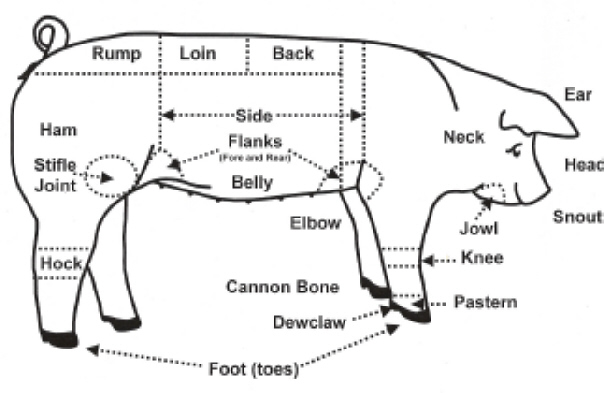 Rump
Loin
Back
Ear
Side
Ham
Flanks
(Fore and Rear)
Neck
Stifle
Joint
Head
Belly
Snout
Elbow
Jowl
Hock
Knee
Cannon Bone
Pastern
Dewclaw
Foot (toes)